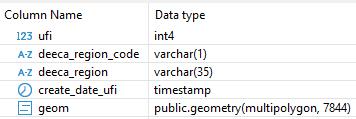 Column Name Data type
123 ufi int4
A-Z deeca_region_code varchar(1)
A-Z deeca_region varchar(35)
create_date_ufi timestamp
geom public.geometry(multipolygon, 7844)